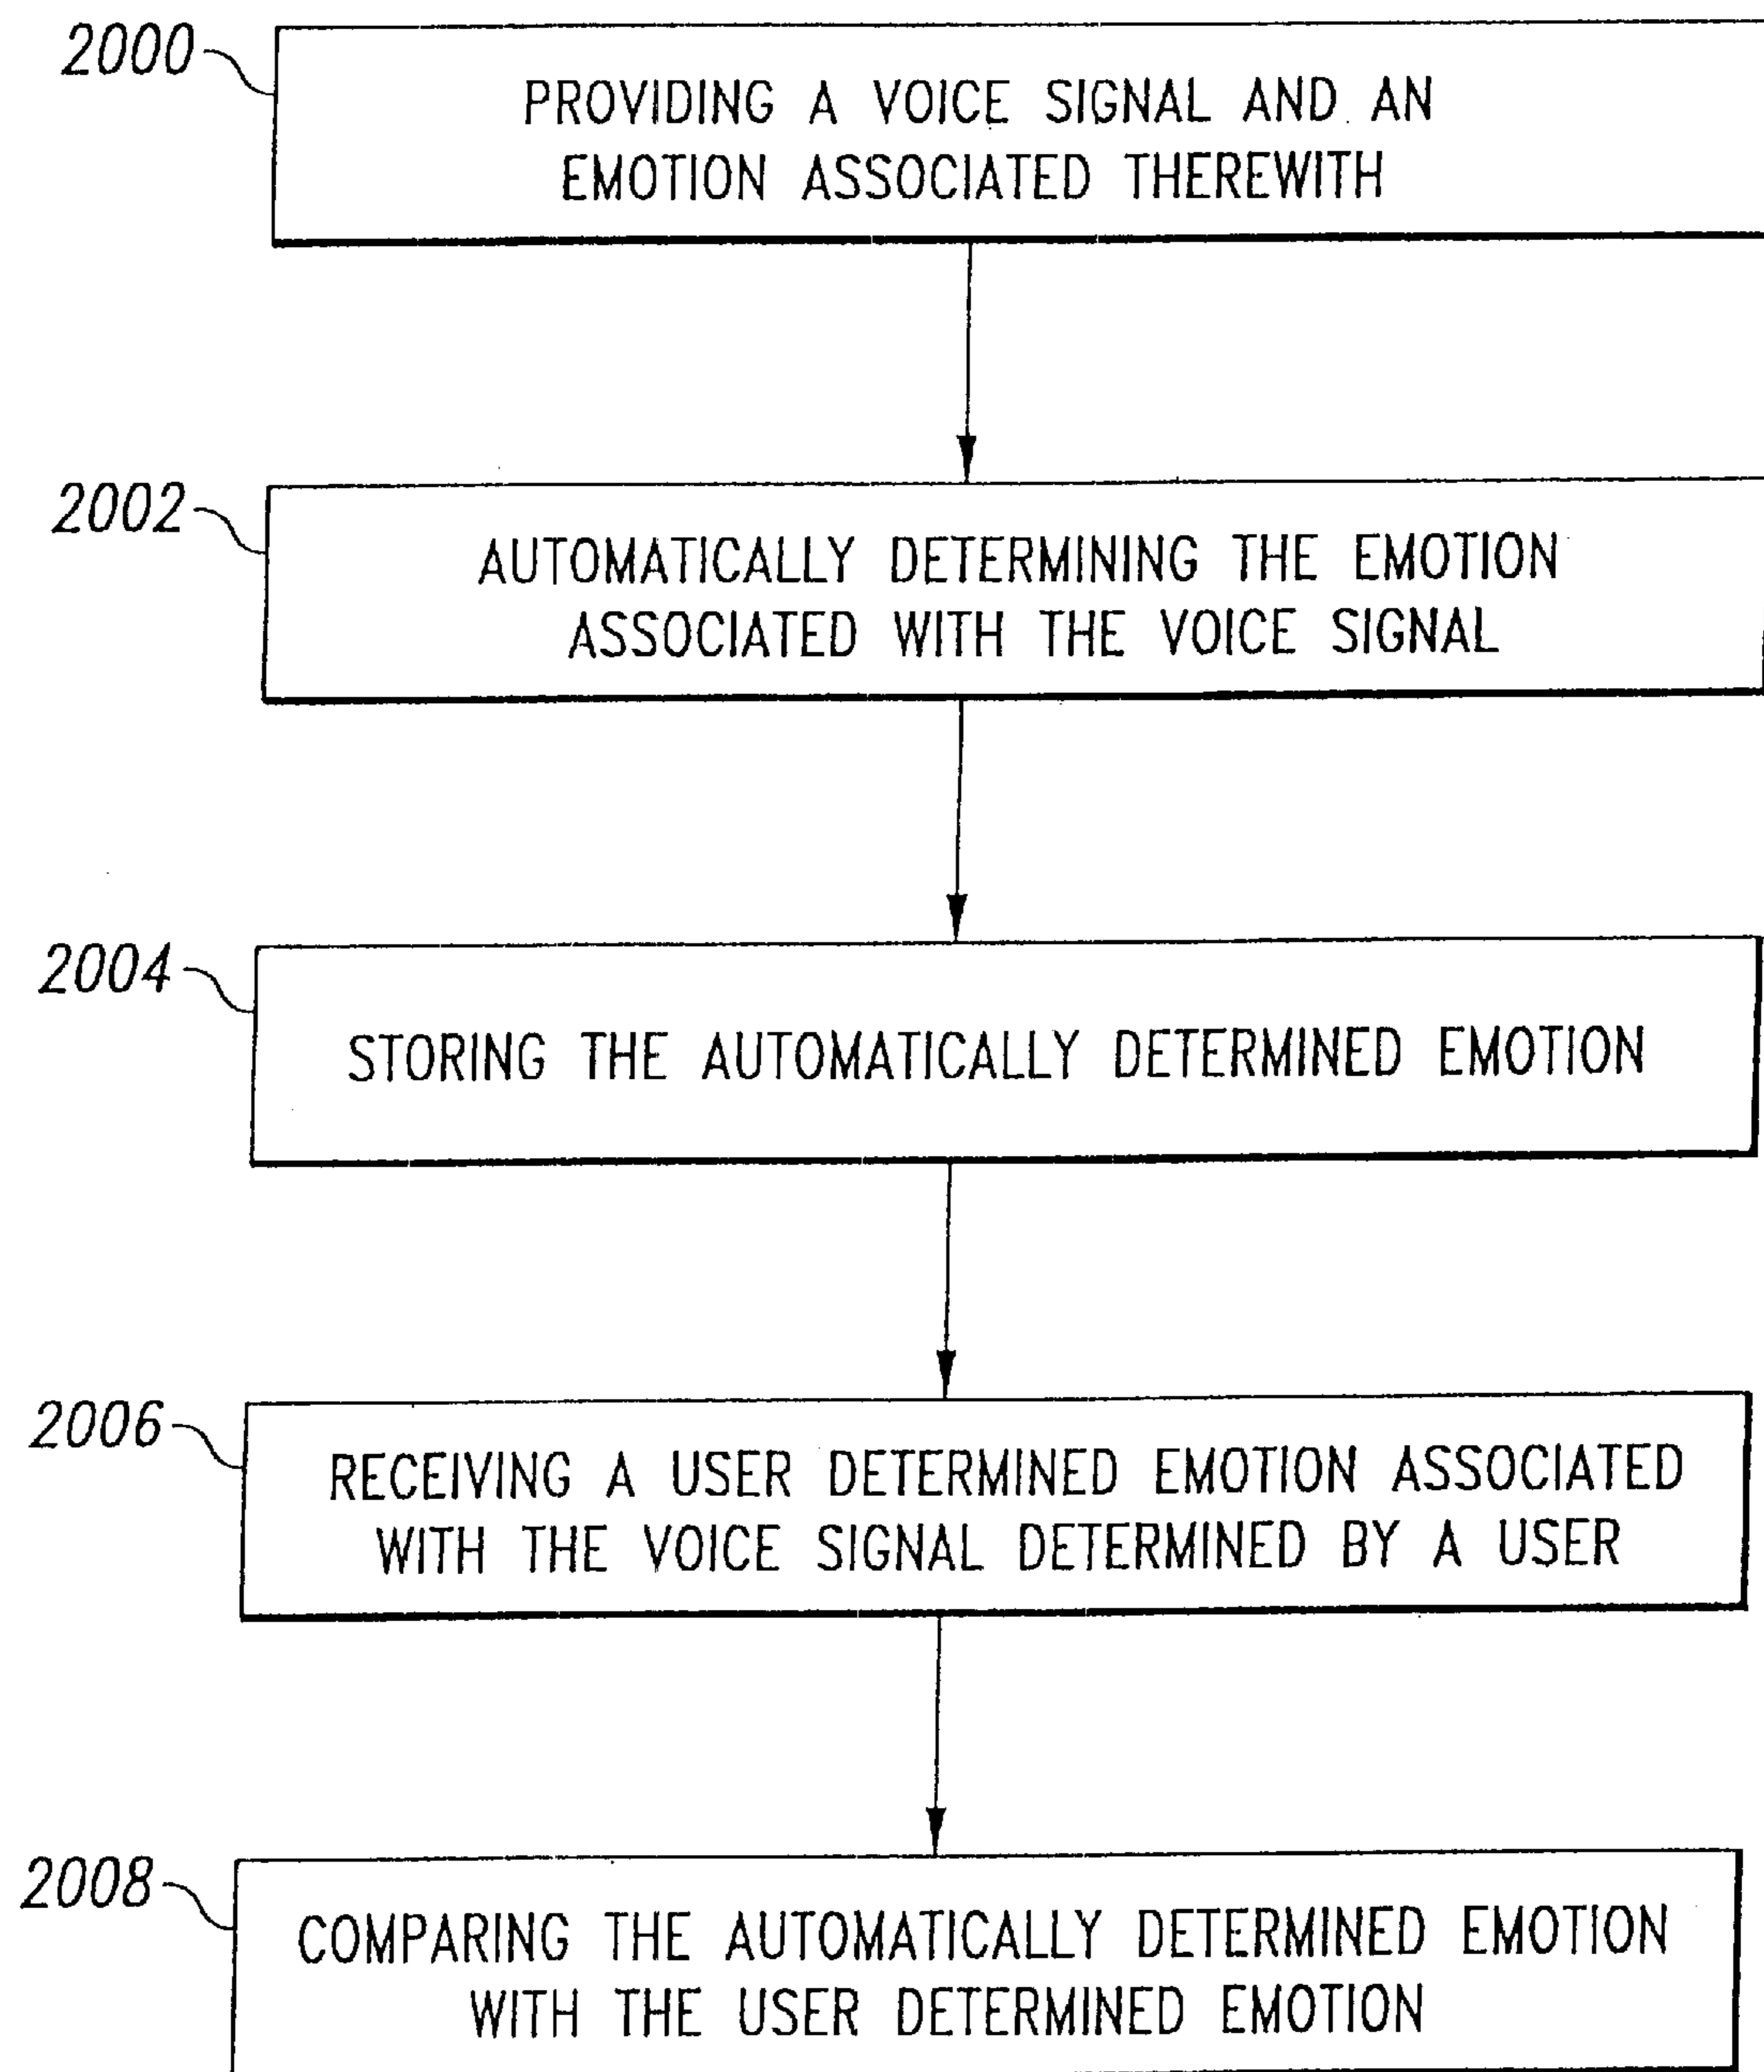 2000
PROVIDING A VOICE SIGNAL AND AN
EMOTION ASSOCIATED THEREWITH
2002
AUTOMATICALLY DETERMINING THE EMOTION
ASSOCIATED WITH THE VOICE SIGNAL
2004
STORING THE AUTOMATICALLY DETERMINED EMOTION
2006
RECEIVING A USER DETERMINED EMOTION ASSOCIATED
WITH THE VOICE SIGNAL DETERMINED BY A USER
2008
COMPARING THE AUTOMATICALLY DETERMINED EMOTION
WITH THE USER DETERMINED EMOTION